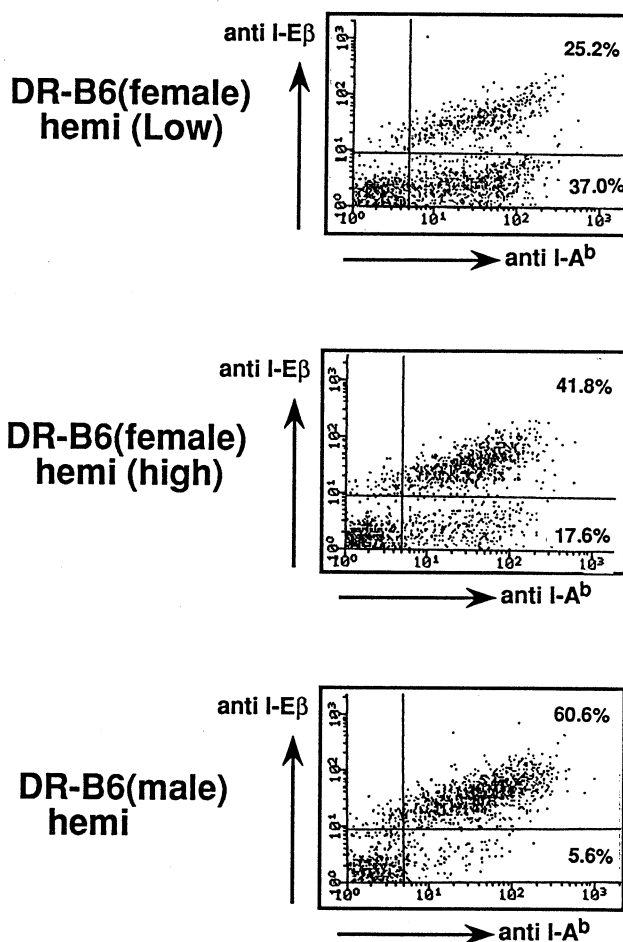 anti I-Eβ
DR-B6(female)
hemi (Low)
25.2%
37.0%
10³
10²
10¹
10⁰
10⁰ 10¹ 10² 10³
anti I-Aᵇ
anti I-Eβ
DR-B6(female)
hemi (high)
41.8%
17.6%
10³
10²
10¹
10⁰
10⁰ 10¹ 10² 10³
anti I-Aᵇ
anti I-Eβ
DR-B6(male)
hemi
60.6%
5.6%
10³
10²
10¹
10⁰
10⁰ 10¹ 10² 10³
anti I-Aᵇ